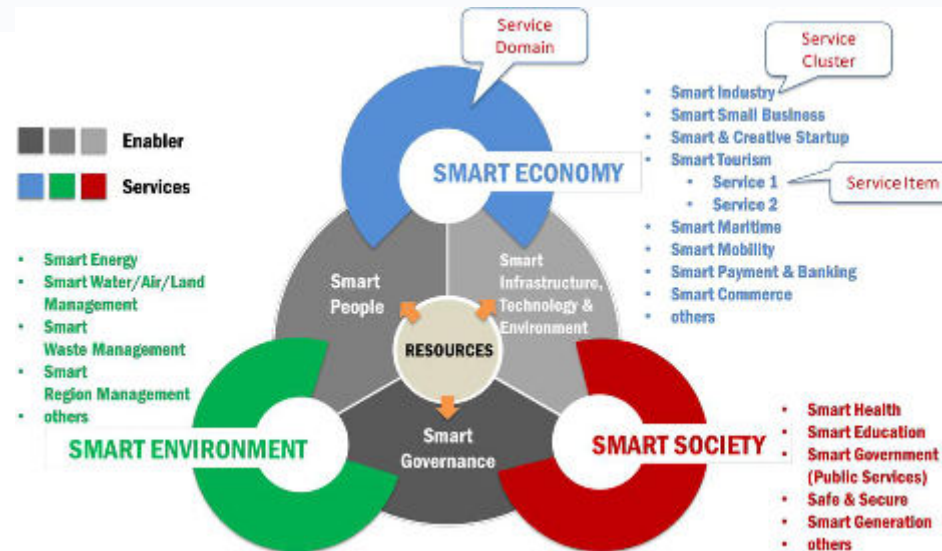 Service
Domain
Service
Cluster
Enabler
Services
SMART ECONOMY
• Smart Industry
• Smart Small Business
• Smart & Creative Startup
• Smart Tourism
• Service 1
• Service 2
• Smart Maritime
• Smart Mobility
• Smart Payment & Banking
• Smart Commerce
• others
Service Item
• Smart Energy
• Smart Water/Air/Land
Management
• Smart
Waste Management
• Smart
Region Management
• others
Smart
People
Smart
Infrastructure,
Technology &
Environment
RESOURCES
Smart
Governance
SMART ENVIRONMENT
SMART SOCIETY
• Smart Health
• Smart Education
• Smart Government
(Public Services)
• Safe & Secure
• Smart Generation
• others